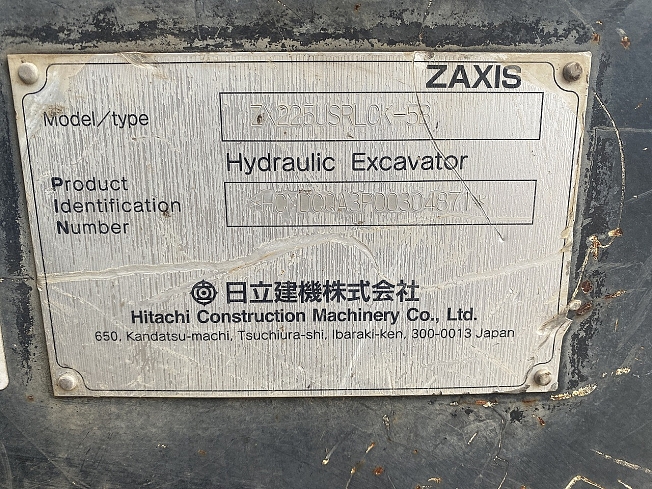 ZAXIS
Model/type ZX225USRLCK-5B
Hydraulic Excavator
Product
Identification
Number
日立建機株式会社
Hitachi Construction Machinery Co., Ltd.
650, Kandatsu-machi, Tsuchiura-shi, Ibaraki-ken, 300-0013 Japan